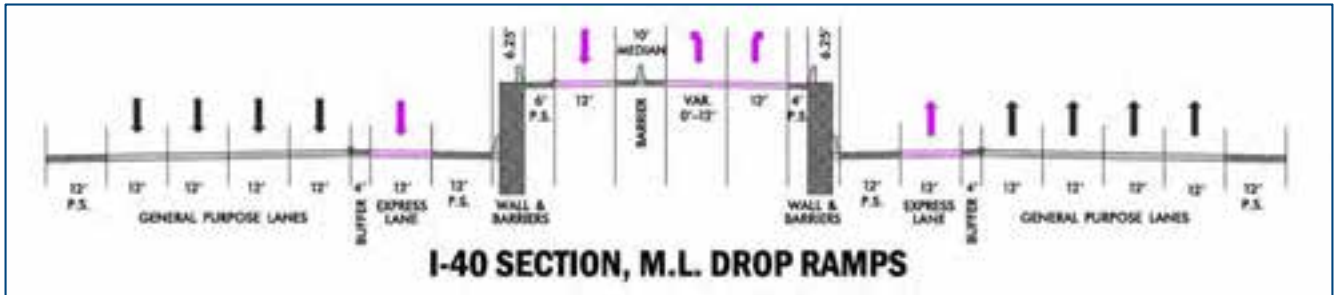 6.25'
10'
MEDIAN
6.25'
6'
P.S.
12'
BARRIER
VAR.
0'-12'
12'
4'
P.S.
12'
P.S.
12'
12'
12'
12'
4'
BUFFER
12'
EXPRESS
LANE
12'
P.S.
WALL &
BARRIERS
GENERAL PURPOSE LANES
WALL &
BARRIERS
12'
P.S.
12'
EXPRESS
LANE
4'
BUFFER
12'
12'
12'
12'
12'
P.S.
GENERAL PURPOSE LANES
I-40 SECTION, M.L. DROP RAMPS